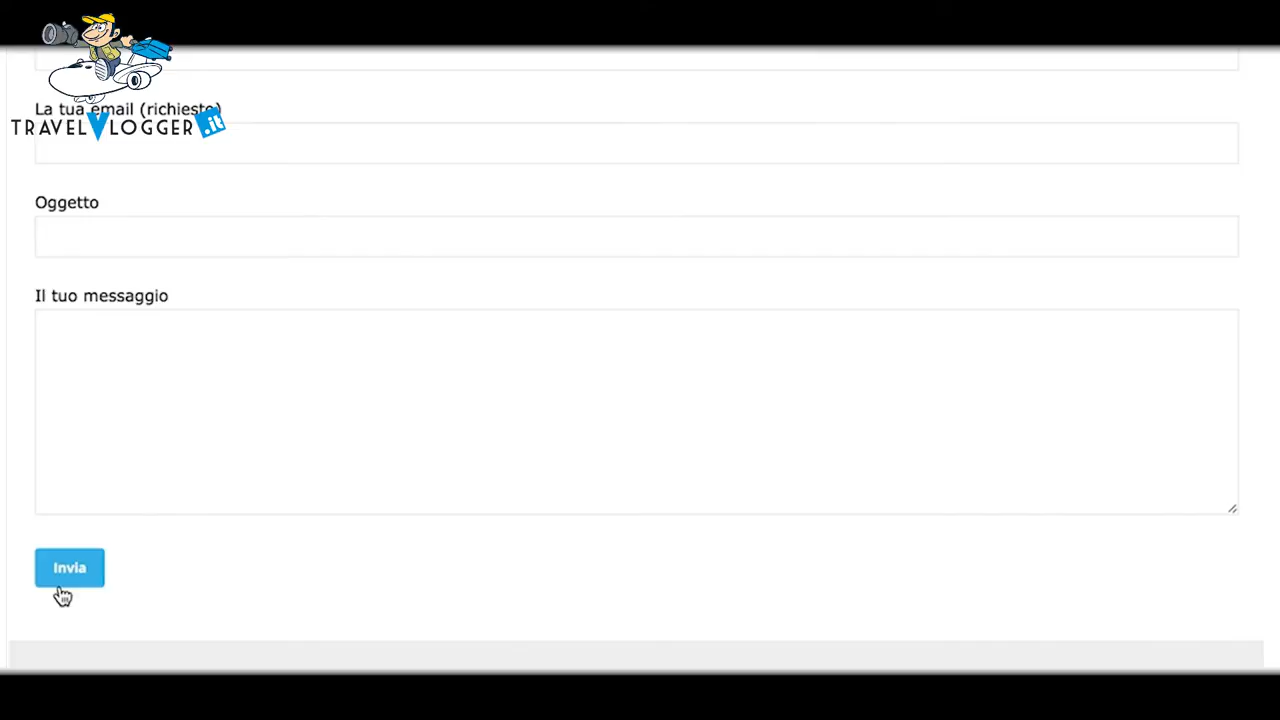 La tua email (richiesto)
TRAVELVLOGGER.it
Oggetto
Il tuo messaggio
Invia